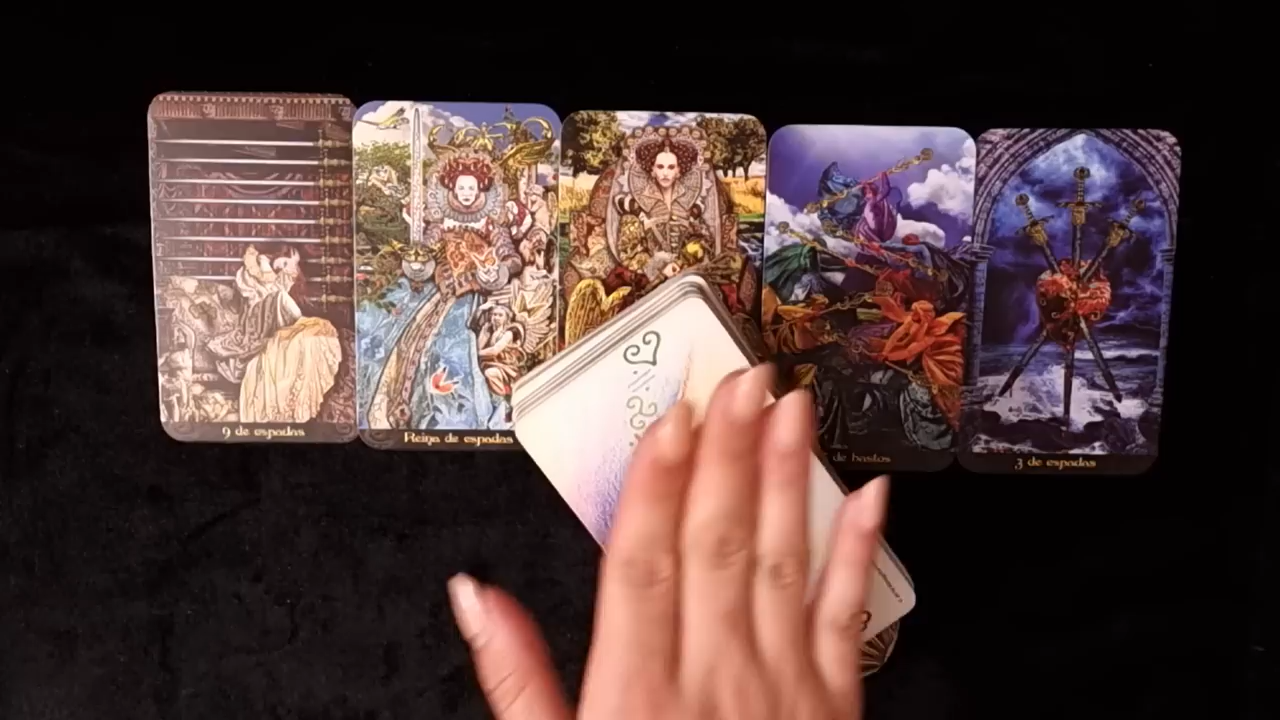 9 de espadas
Reina de espadas
de bastos
3 de espadas